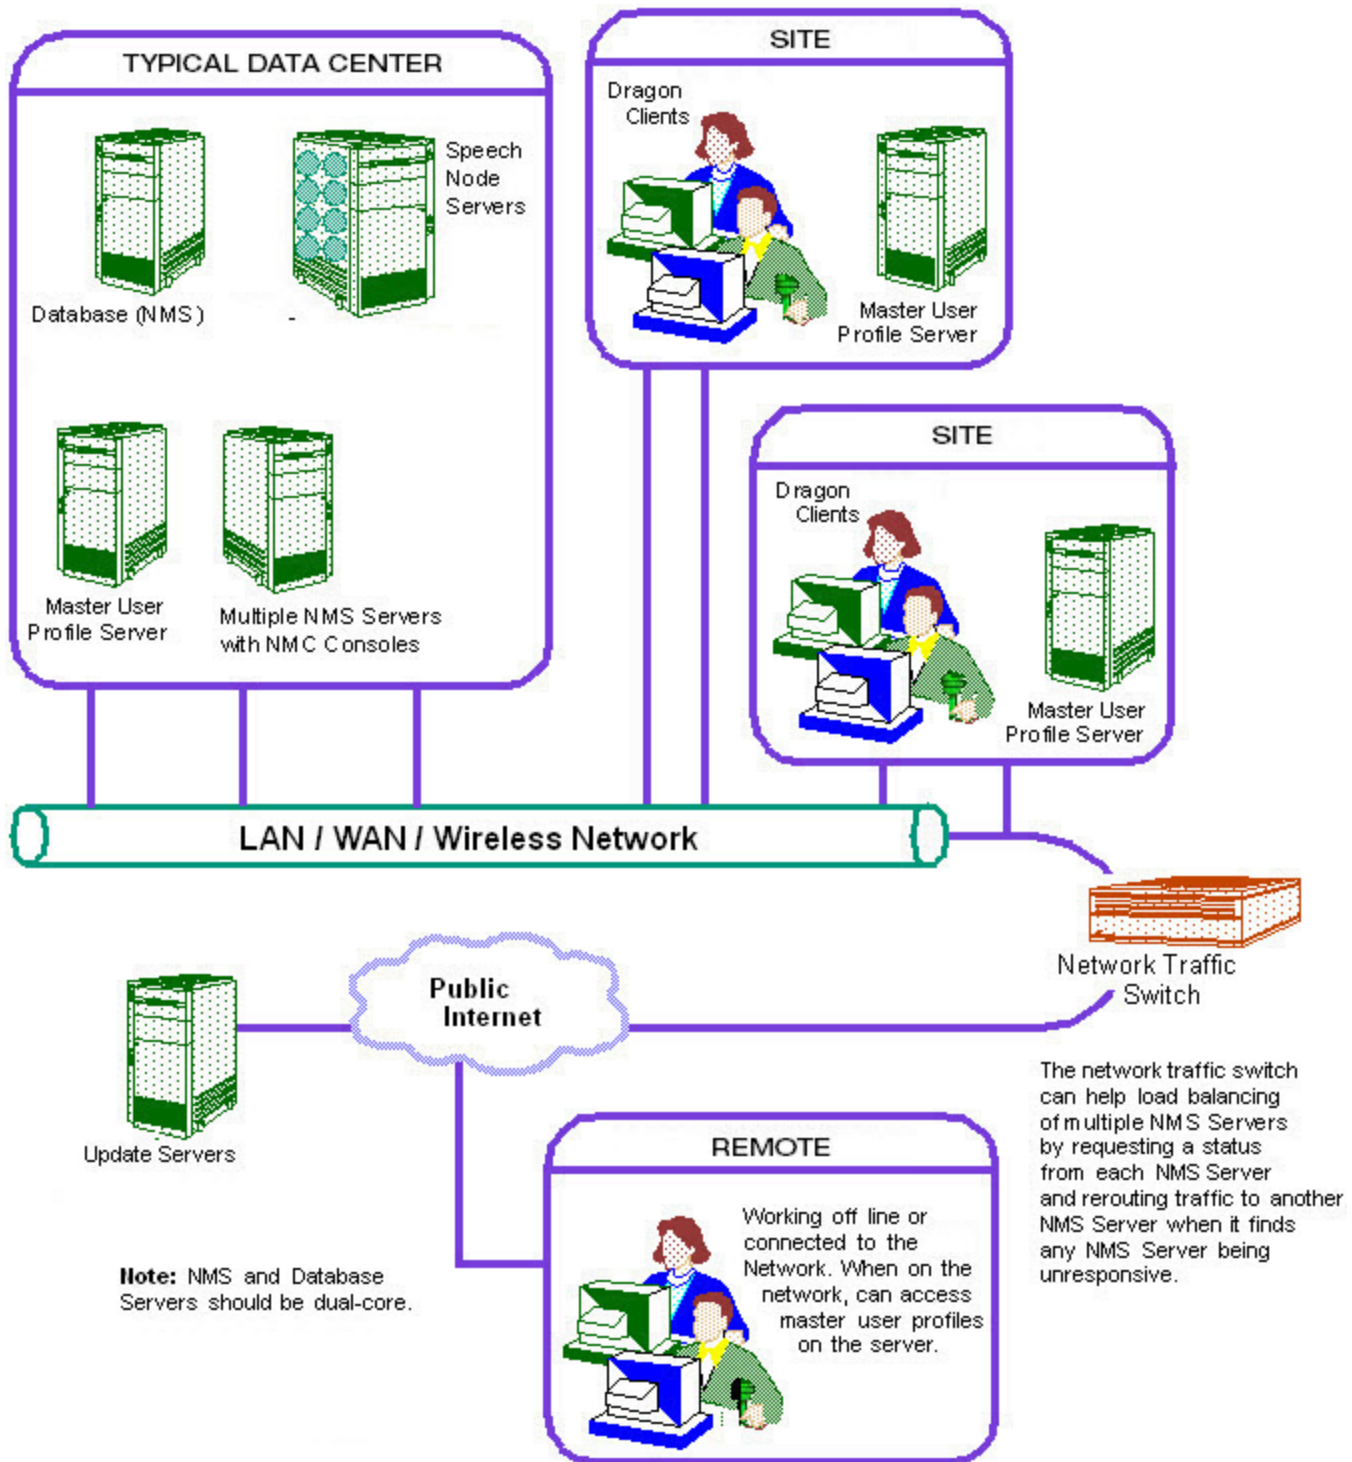 TYPICAL DATA CENTER
Database (NMS)
Speech
Node
Servers
-
Master User
Profile Server
Multiple NMS Servers
with NMC Consoles
SITE
Dragon
Clients
Master User
Profile Server
SITE
Dragon
Clients
Master User
Profile Server
LAN / WAN / Wireless Network
Network Traffic
Switch
Public
Internet
Update Servers
The network traffic switch
can help load balancing
of multiple NMS Servers
by requesting a status
from each NMS Server
and rerouting traffic to another
NMS Server when it finds
any NMS Server being
unresponsive.
Note: NMS and Database
Servers should be dual-core.
REMOTE
Working off line or
connected to the
Network. When on the
network, can access
master user profiles
on the server.